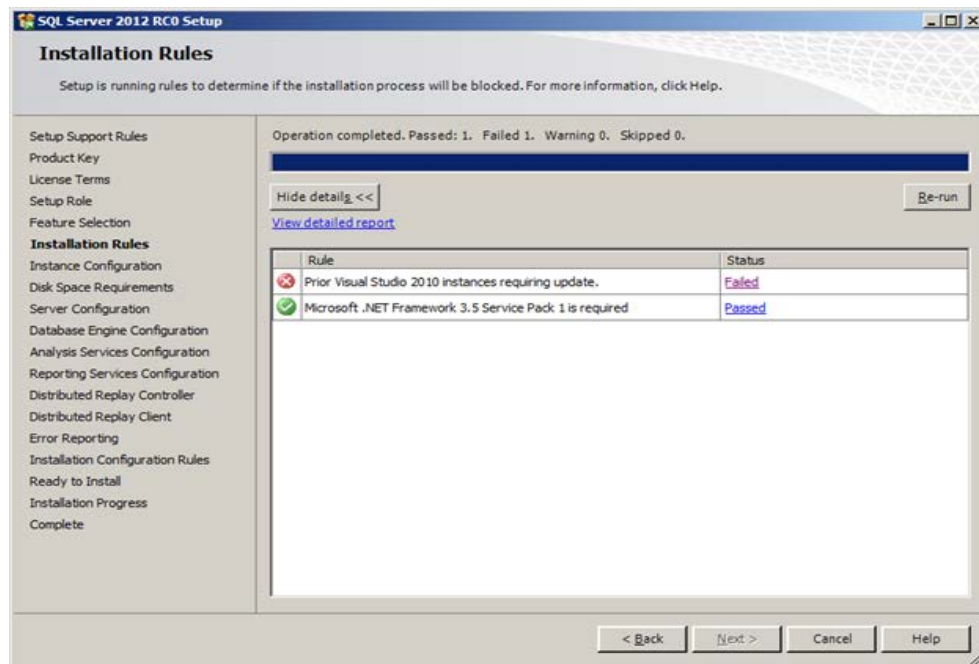 SQL Server 2012 RC0 Setup
Installation Rules
Setup is running rules to determine if the installation process will be blocked. For more information, click Help.
Setup Support Rules
Product Key
License Terms
Setup Role
Feature Selection
Installation Rules
Instance Configuration
Disk Space Requirements
Server Configuration
Database Engine Configuration
Analysis Services Configuration
Reporting Services Configuration
Distributed Replay Controller
Distributed Replay Client
Error Reporting
Installation Configuration Rules
Ready to Install
Installation Progress
Complete
Operation completed. Passed: 1. Failed 1. Warning 0. Skipped 0.
Hide details <<
Re-run
View detailed report
Rule Status
Prior Visual Studio 2010 instances requiring update. Failed
Microsoft .NET Framework 3.5 Service Pack 1 is required Passed
< Back Next > Cancel Help